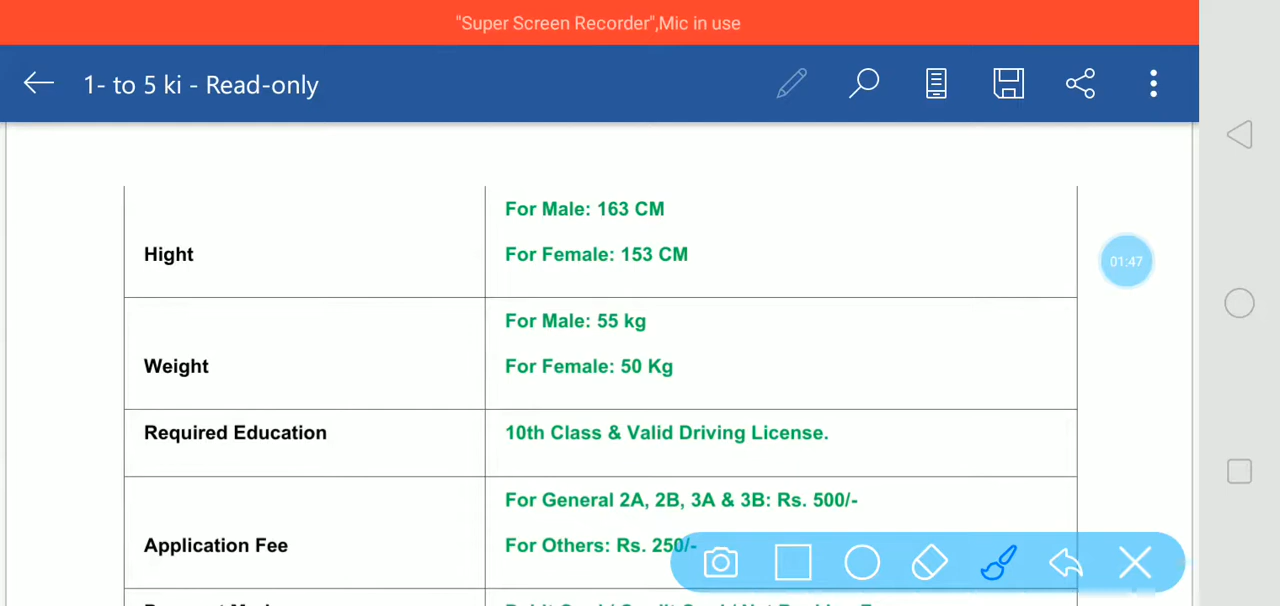 "Super Screen Recorder",Mic in use
1- to 5 ki - Read-only
For Male: 163 CM
Hight
For Female: 153 CM
01:47
For Male: 55 kg
Weight
For Female: 50 Kg
Required Education
10th Class & Valid Driving License.
For General 2A, 2B, 3A & 3B: Rs. 500/-
Application Fee
For Others: Rs. 250/-